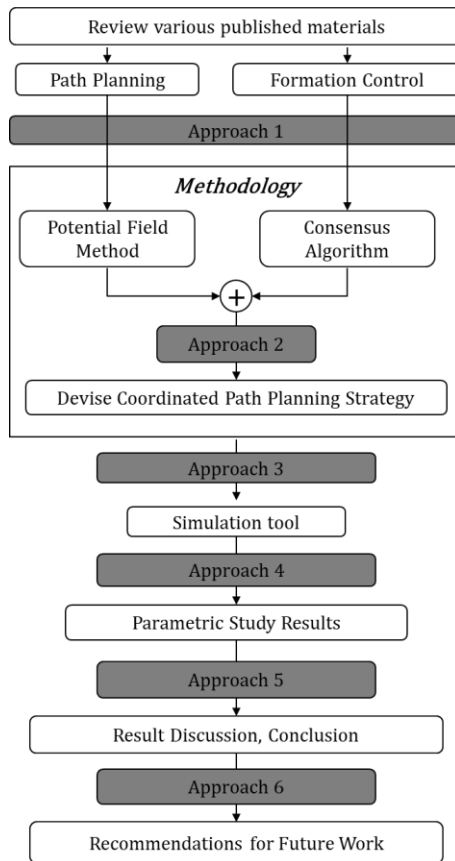 Review various published materials
Path Planning
Formation Control
Approach 1
Methodology
Potential Field
Method
Consensus
Algorithm
+
Approach 2
Devise Coordinated Path Planning Strategy
Approach 3
Simulation tool
Approach 4
Parametric Study Results
Approach 5
Result Discussion, Conclusion
Approach 6
Recommendations for Future Work